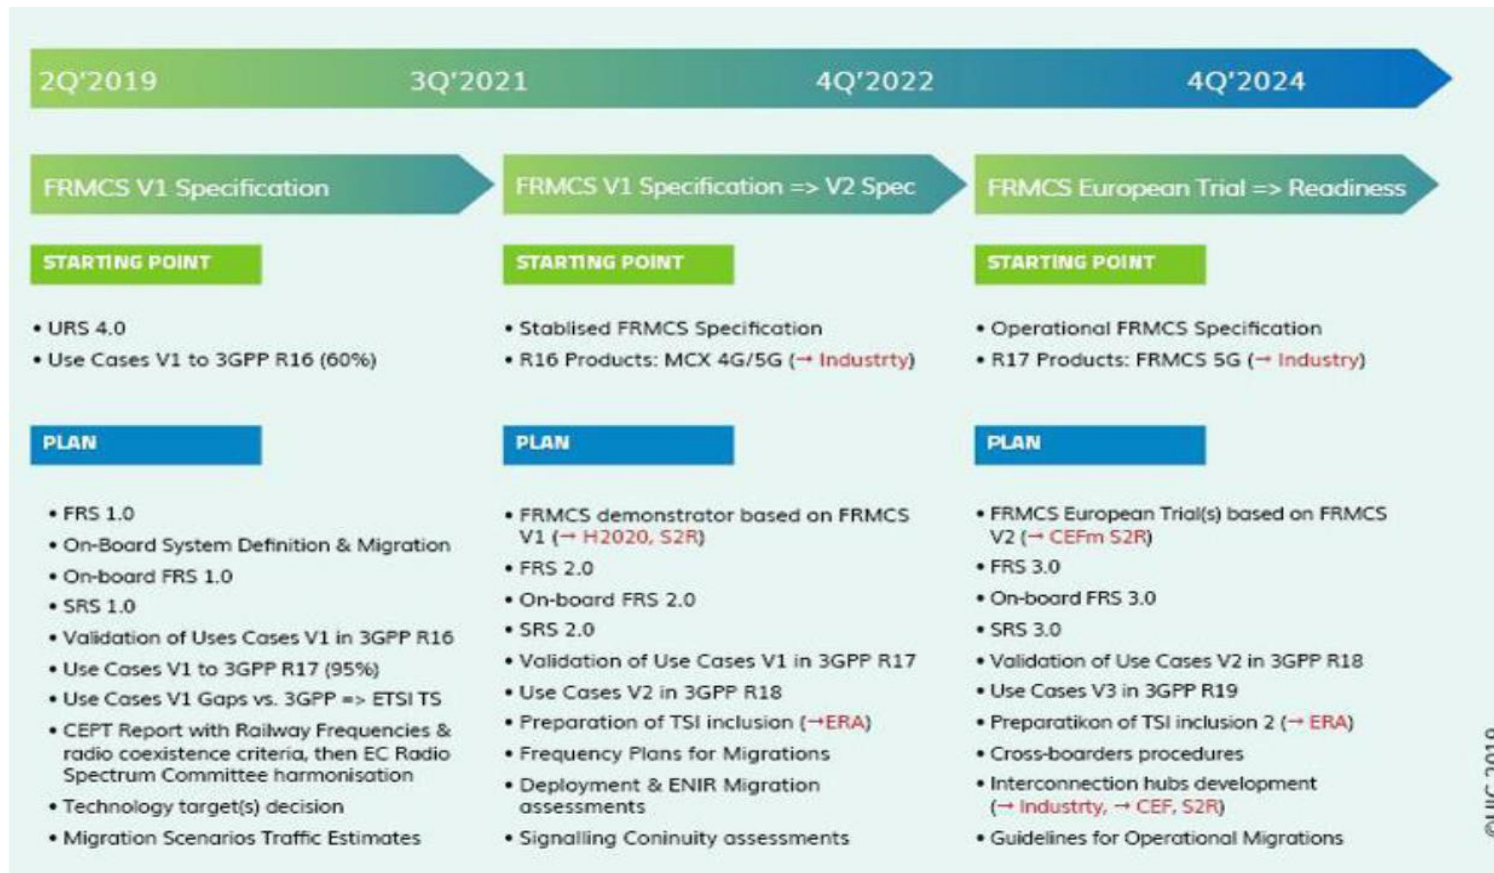 2Q'2019 3Q'2021 4Q'2022 4Q'2024
FRMCS V1 Specification
STARTING POINT
• URS 4.0
• Use Cases V1 to 3GPP R16 (60%)
PLAN
• FRS 1.0
• On-Board System Definition & Migration
• On-board FRS 1.0
• SRS 1.0
• Validation of Uses Cases V1 in 3GPP R16
• Use Cases V1 to 3GPP R17 (95%)
• Use Cases V1 Gaps vs. 3GPP => ETSI TS
• CEPT Report with Railway Frequencies &
radio coexistence criteria, then EC Radio
Spectrum Committee harmonisation
• Technology target(s) decision
• Migration Scenarios Traffic Estimates
FRMCS V1 Specification => V2 Spec
STARTING POINT
• Stablised FRMCS Specification
• R16 Products: MCX 4G/5G (→ Industrty)
PLAN
• FRMCS demonstrator based on FRMCS
V1 (→ H2020, S2R)
• FRS 2.0
• On-board FRS 2.0
• SRS 2.0
• Validation of Use Cases V1 in 3GPP R17
• Use Cases V2 in 3GPP R18
• Preparation of TSI inclusion (→ERA)
• Frequency Plans for Migrations
• Deployment & ENIR Migration
assessments
• Signalling Coninuity assessments
FRMCS European Trial => Readiness
STARTING POINT
• Operational FRMCS Specification
• R17 Products: FRMCS 5G (→ Industry)
PLAN
• FRMCS European Trial(s) based on FRMCS
V2 (→ CEFm S2R)
• FRS 3.0
• On-board FRS 3.0
• SRS 3.0
• Validation of Use Cases V2 in 3GPP R18
• Use Cases V3 in 3GPP R19
• Preparatikon of TSI inclusion 2 (→ ERA)
• Cross-boarders procedures
• Interconnection hubs development
(→ Industrty, → CEF, S2R)
• Guidelines for Operational Migrations
©UIC 2019